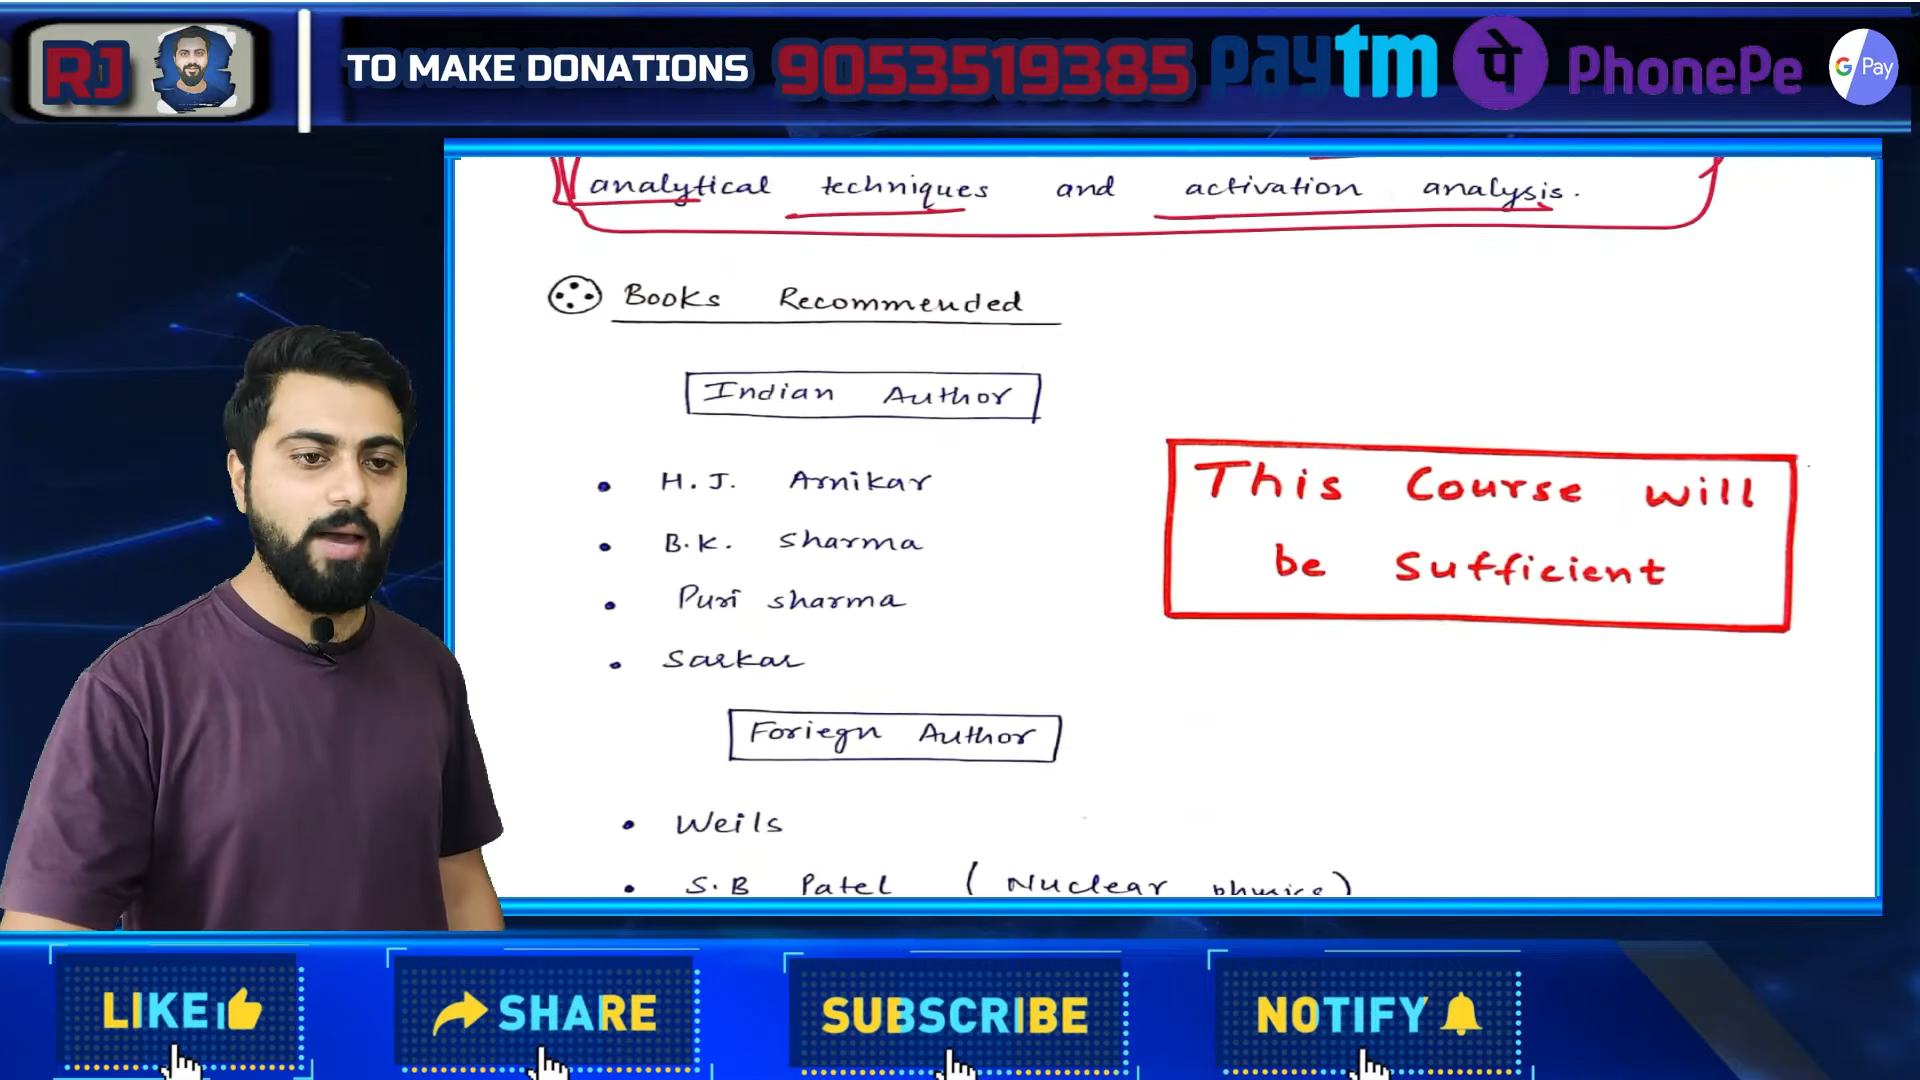 RJ
TO MAKE DONATIONS 9053519385 paytm पे PhonePe G Pay
analytical techniques and activation analysis.
Books Recommended
Indian Author
H.J. Arnikar
B.K. Sharma
Puri Sharma
Sarkar
This Course will
be Sufficient
Foriegn Author
Weils
S.B Patel (Nuclear physics)
LIKE
SHARE
SUBSCRIBE
NOTIFY